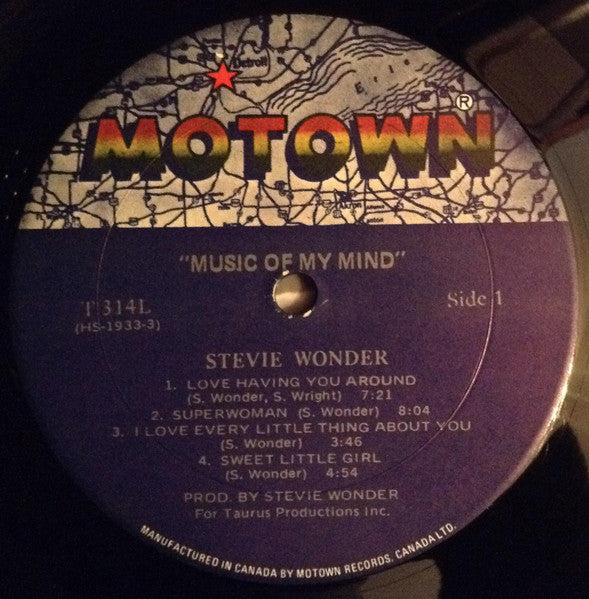 Detroit
Erie
MOTOWN®
Akron
"MUSIC OF MY MIND"
T 314L
(HS-1933-3)
Side 1
STEVIE WONDER
1. LOVE HAVING YOU AROUND
(S. Wonder, S. Wright) 7:21
2. SUPERWOMAN (S. Wonder) 8:04
3. I LOVE EVERY LITTLE THING ABOUT YOU
(S. Wonder) 3:46
4. SWEET LITTLE GIRL
(S. Wonder) 4:54
PROD. BY STEVIE WONDER
For Taurus Productions Inc.
MANUFACTURED IN CANADA BY MOTOWN RECORDS, CANADA LTD.